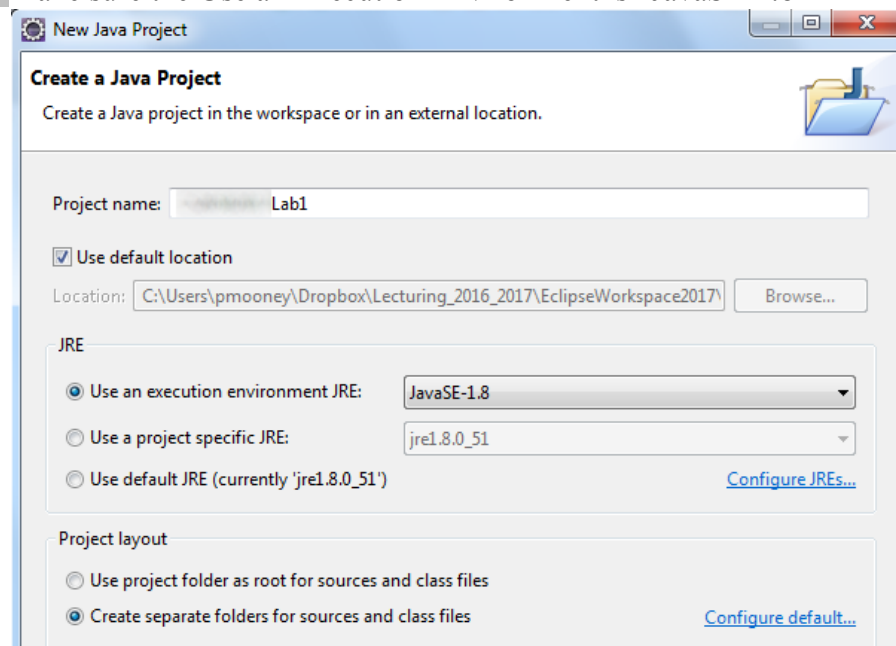 New Java Project
Create a Java Project
Create a Java project in the workspace or in an external location.
Project name: Lab1
Use default location
Location: C:\Users\pmooney\Dropbox\Lecturing_2016_2017\EclipseWorkspace2017\ Browse...
JRE
Use an execution environment JRE: JavaSE-1.8
Use a project specific JRE: jre1.8.0_51
Use default JRE (currently 'jre1.8.0_51') Configure JREs...
Project layout
Use project folder as root for sources and class files
Create separate folders for sources and class files Configure default...